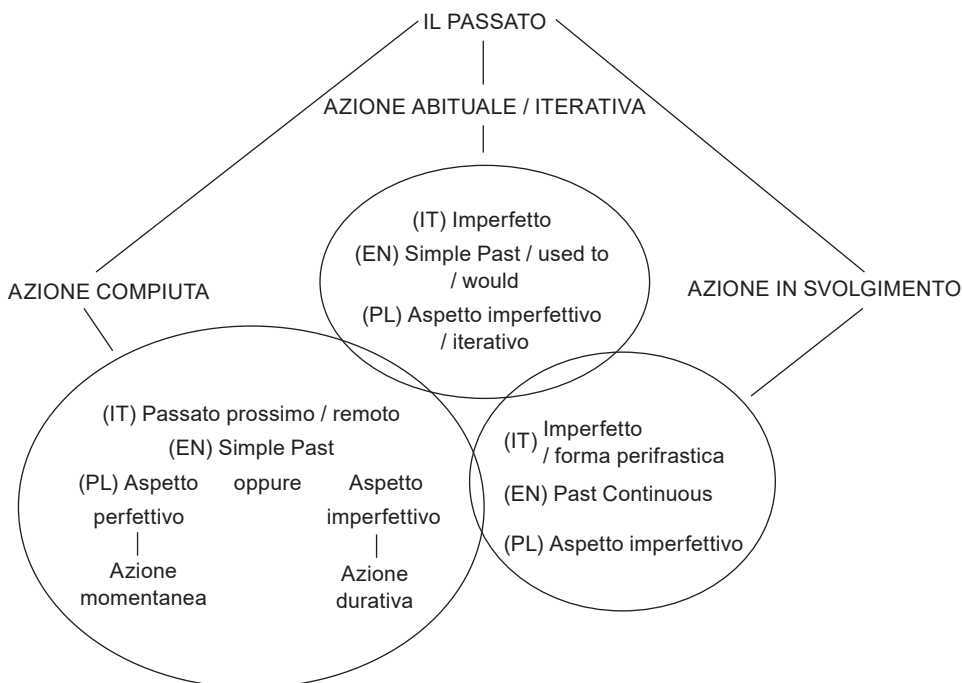 IL PASSATO
AZIONE ABITUALE / ITERATIVA
(IT) Imperfetto
(EN) Simple Past / used to
/ would
(PL) Aspetto imperfettivo
/ iterativo
AZIONE COMPIUTA
(IT) Passato prossimo / remoto
(EN) Simple Past
(PL) Aspetto oppure Aspetto
perfettivo imperfettivo
Azione Azione
momentanea durativa
AZIONE IN SVOLGIMENTO
(IT) Imperfetto
/ forma perifrastica
(EN) Past Continuous
(PL) Aspetto imperfettivo